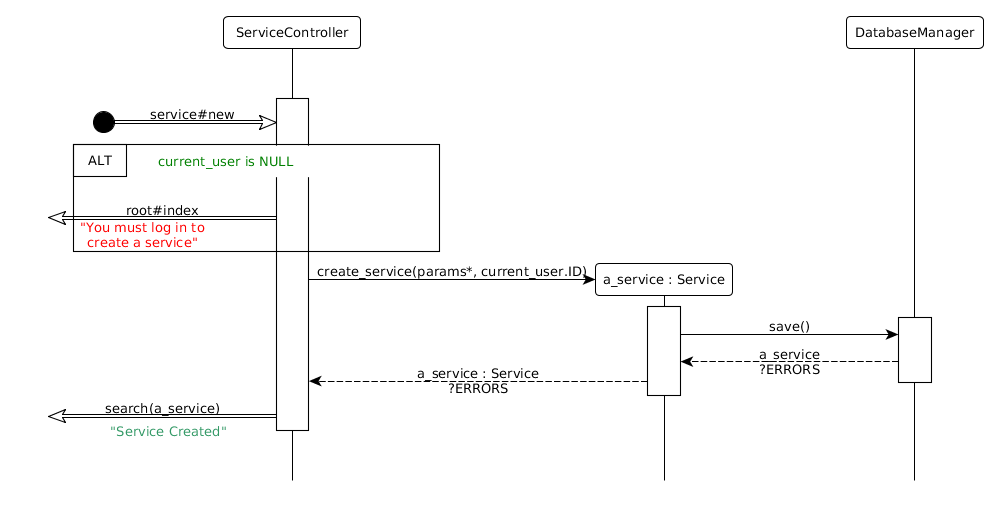 ServiceController
DatabaseManager
service#new
ALT
current_user is NULL
root#index
"You must log in to
create a service"
create_service(params*, current_user.ID)
a_service : Service
save()
a_service
?ERRORS
a_service : Service
?ERRORS
search(a_service)
"Service Created"